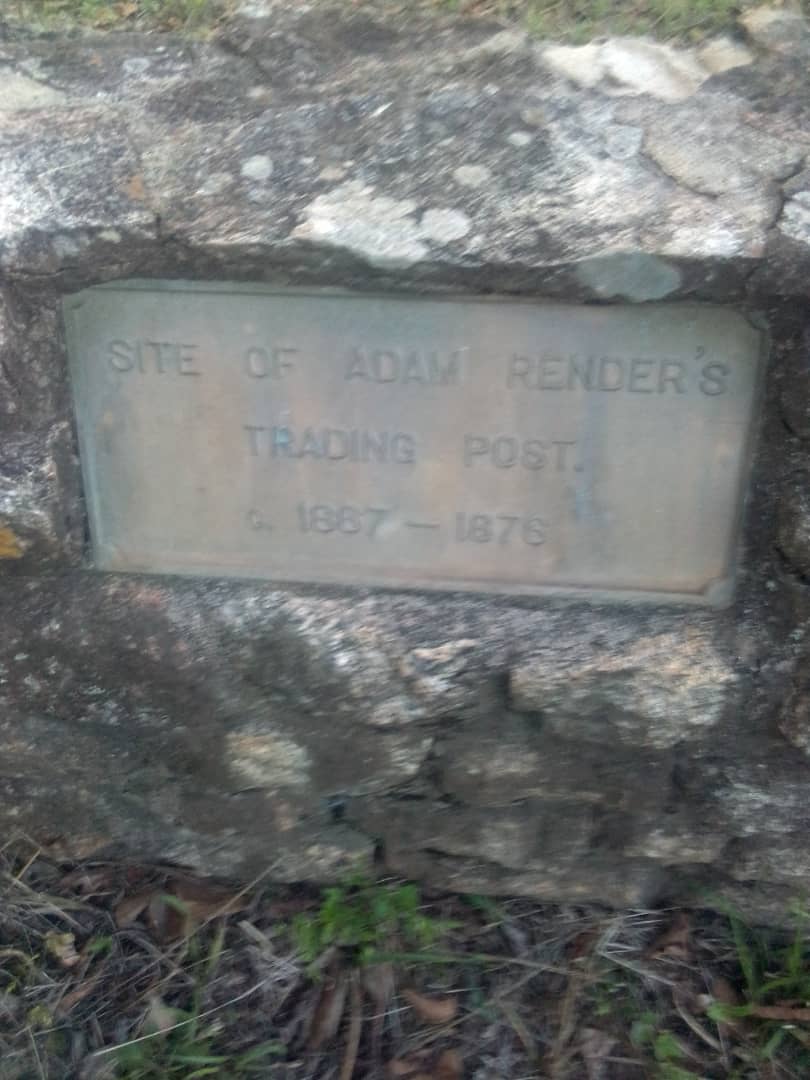 SITE OF ADAM RENDER'S
TRADING POST.
c. 1867 — 1876